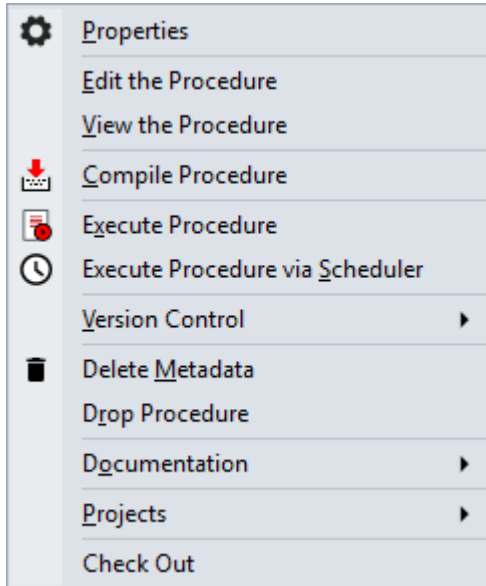 Properties
Edit the Procedure
View the Procedure
Compile Procedure
Execute Procedure
Execute Procedure via Scheduler
Version Control
Delete Metadata
Drop Procedure
Documentation
Projects
Check Out